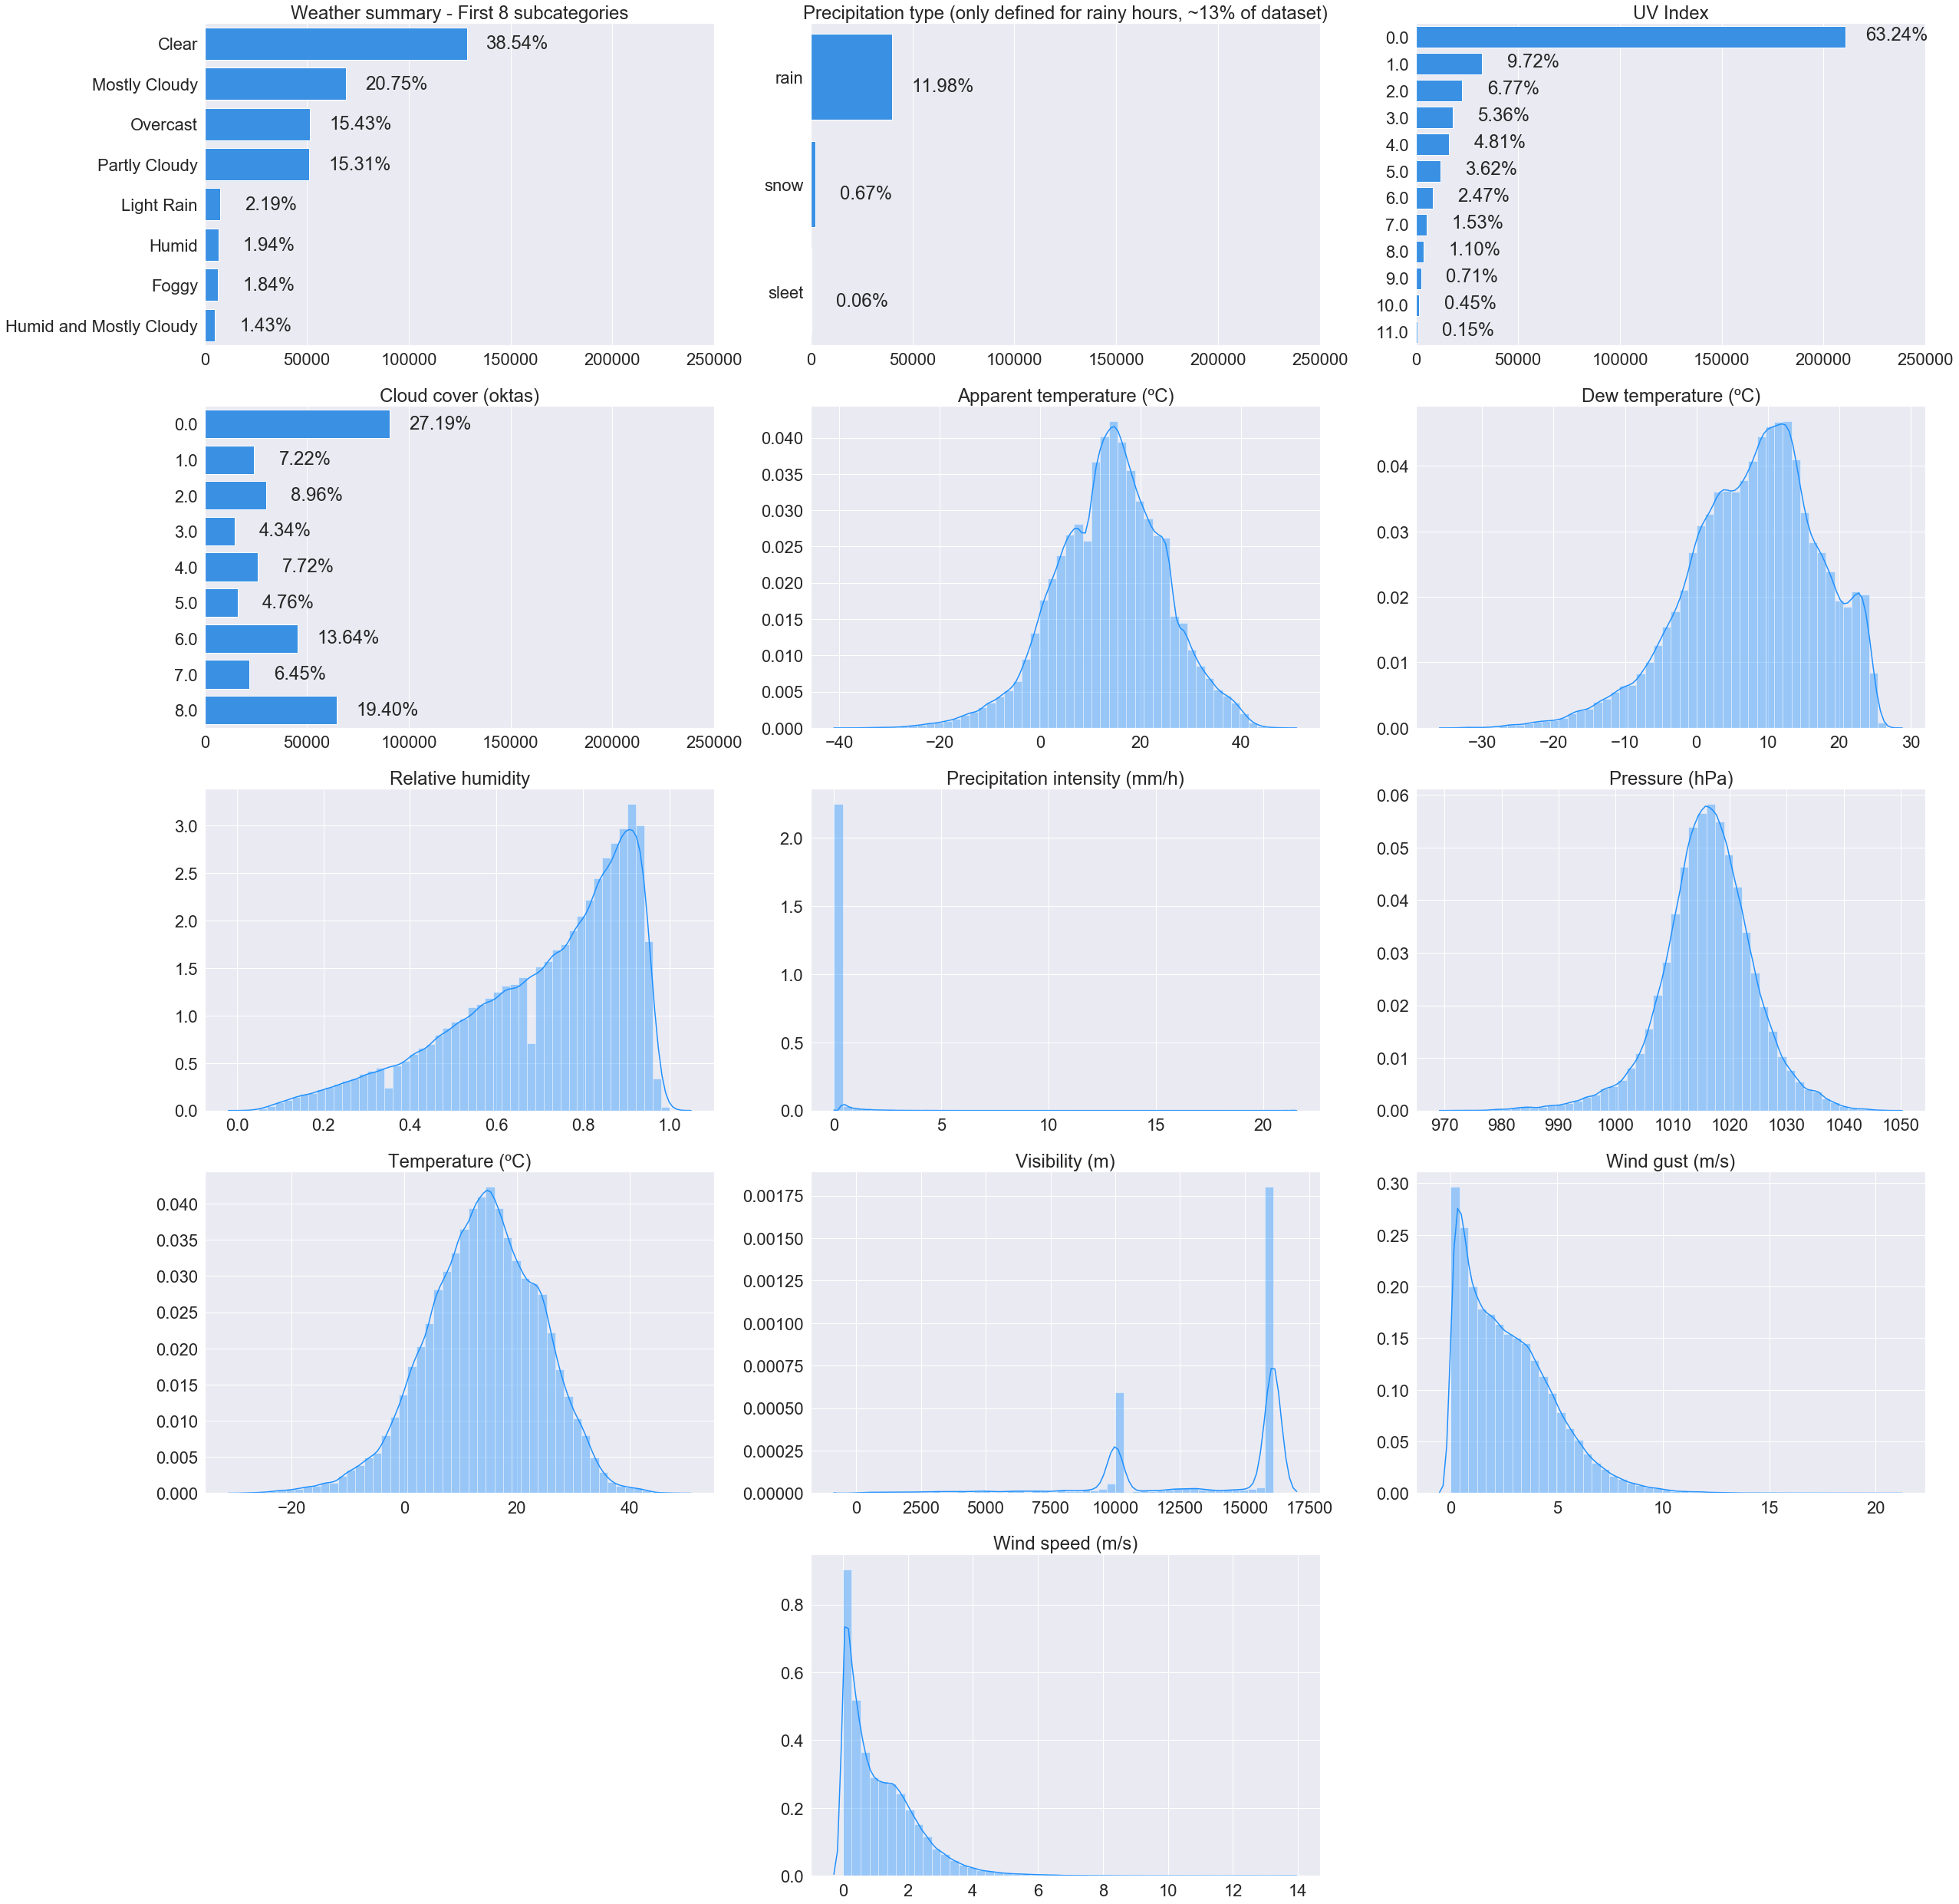 Weather summary - First 8 subcategories
Clear 38.54%
Mostly Cloudy 20.75%
Overcast 15.43%
Partly Cloudy 15.31%
Light Rain 2.19%
Humid 1.94%
Foggy 1.84%
Humid and Mostly Cloudy 1.43%
0 50000 100000 150000 200000 250000
Precipitation type (only defined for rainy hours, ~13% of dataset)
rain 11.98%
snow 0.67%
sleet 0.06%
0 50000 100000 150000 200000 250000
UV Index
0.0 63.24%
1.0 9.72%
2.0 6.77%
3.0 5.36%
4.0 4.81%
5.0 3.62%
6.0 2.47%
7.0 1.53%
8.0 1.10%
9.0 0.71%
10.0 0.45%
11.0 0.15%
0 50000 100000 150000 200000 250000
Cloud cover (oktas)
0.0 27.19%
1.0 7.22%
2.0 8.96%
3.0 4.34%
4.0 7.72%
5.0 4.76%
6.0 13.64%
7.0 6.45%
8.0 19.40%
0 50000 100000 150000 200000 250000
Apparent temperature (ºC)
0.040
0.035
0.030
0.025
0.020
0.015
0.010
0.005
0.000
−40 −20 0 20 40
Dew temperature (ºC)
0.04
0.03
0.02
0.01
0.00
−30 −20 −10 0 10 20 30
Relative humidity
3.0
2.5
2.0
1.5
1.0
0.5
0.0
0.0 0.2 0.4 0.6 0.8 1.0
Precipitation intensity (mm/h)
2.0
1.5
1.0
0.5
0.0
0 5 10 15 20
Pressure (hPa)
0.06
0.05
0.04
0.03
0.02
0.01
0.00
970 980 990 1000 1010 1020 1030 1040 1050
Temperature (ºC)
0.040
0.035
0.030
0.025
0.020
0.015
0.010
0.005
0.000
−20 0 20 40
Visibility (m)
0.00175
0.00150
0.00125
0.00100
0.00075
0.00050
0.00025
0.00000
0 2500 5000 7500 10000 12500 15000 17500
Wind gust (m/s)
0.30
0.25
0.20
0.15
0.10
0.05
0.00
0 5 10 15 20
Wind speed (m/s)
0.8
0.6
0.4
0.2
0.0
0 2 4 6 8 10 12 14